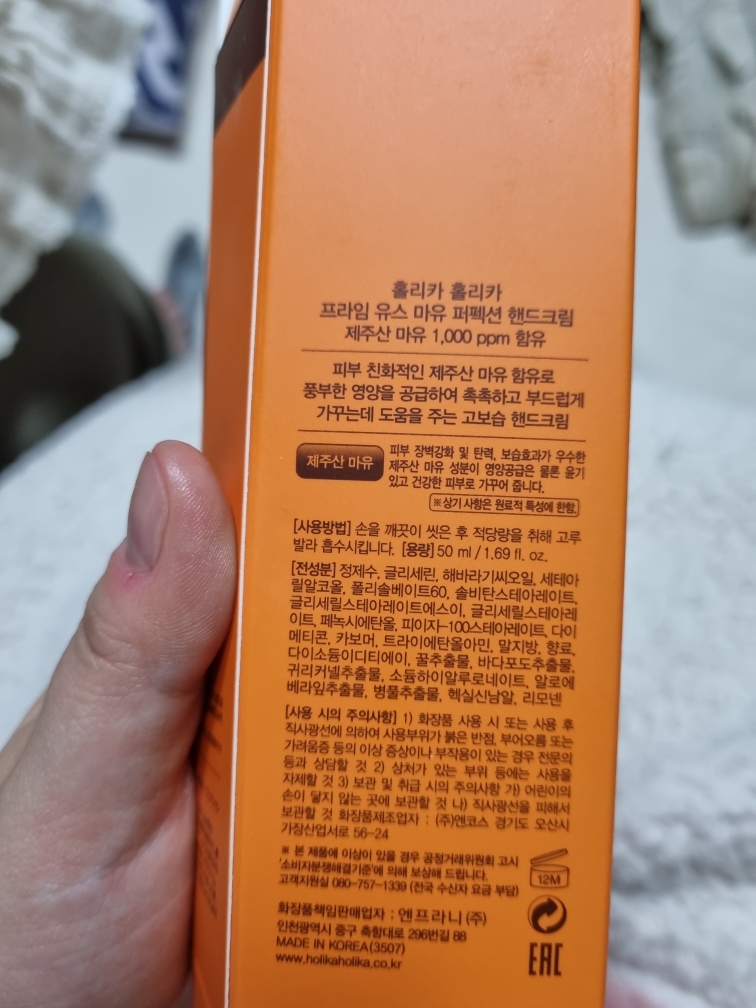 홀리카 홀리카
프라임 유스 마유 퍼펙션 핸드크림
제주산 마유 1,000 ppm 함유
피부 친화적인 제주산 마유 함유로
풍부한 영양을 공급하여 촉촉하고 부드럽게
가꾸는데 도움을 주는 고보습 핸드크림
제주산 마유
피부 장벽강화 및 탄력, 보습효과가 우수한
제주산 마유 성분이 영양공급은 물론 윤기
있고 건강한 피부로 가꾸어 줍니다.
※상기 사항은 원료적 특성에 한함.
[사용방법] 손을 깨끗이 씻은 후 적당량을 취해 고루
발라 흡수시킵니다. [용량] 50 ml / 1.69 fl. oz.
[전성분] 정제수, 글리세린, 해바라기씨오일, 세테아
릴알코올, 폴리솔베이트60, 솔비탄스테아레이트,
글리세릴스테아레이트에스이, 글리세릴스테아레
이트, 페녹시에탄올, 피이지-100스테아레이트, 다이
메티콘, 카보머, 트라이에탄올아민, 말지방, 향료,
다이소듐이디티에이, 꿀추출물, 바다포도추출물,
귀리커넬추출물, 소듐하이알루로네이트, 알로에
베라잎추출물, 병풀추출물, 헥실신남알, 리모넨
[사용 시의 주의사항] 1) 화장품 사용 시 또는 사용 후
직사광선에 의하여 사용부위가 붉은 반점, 부어오름 또는
가려움증 등의 이상 증상이나 부작용이 있는 경우 전문의
등과 상담할 것 2) 상처가 있는 부위 등에는 사용을
자제할 것 3) 보관 및 취급 시의 주의사항 가) 어린이의
손이 닿지 않는 곳에 보관할 것 나) 직사광선을 피해서
보관할 것 화장품제조업자 : (주)엔코스 경기도 오산시
가장산업서로 56-24
※ 본 제품에 이상이 있을 경우 공정거래위원회 고시
'소비자분쟁해결기준'에 의해 보상해 드립니다.
고객지원실 080-757-1339 (전국 수신자 요금 부담)
12M
화장품책임판매업자 : 엔프라니 (주)
인천광역시 중구 축항대로 296번길 88
MADE IN KOREA(3507)
www.holikaholika.co.kr
EAC